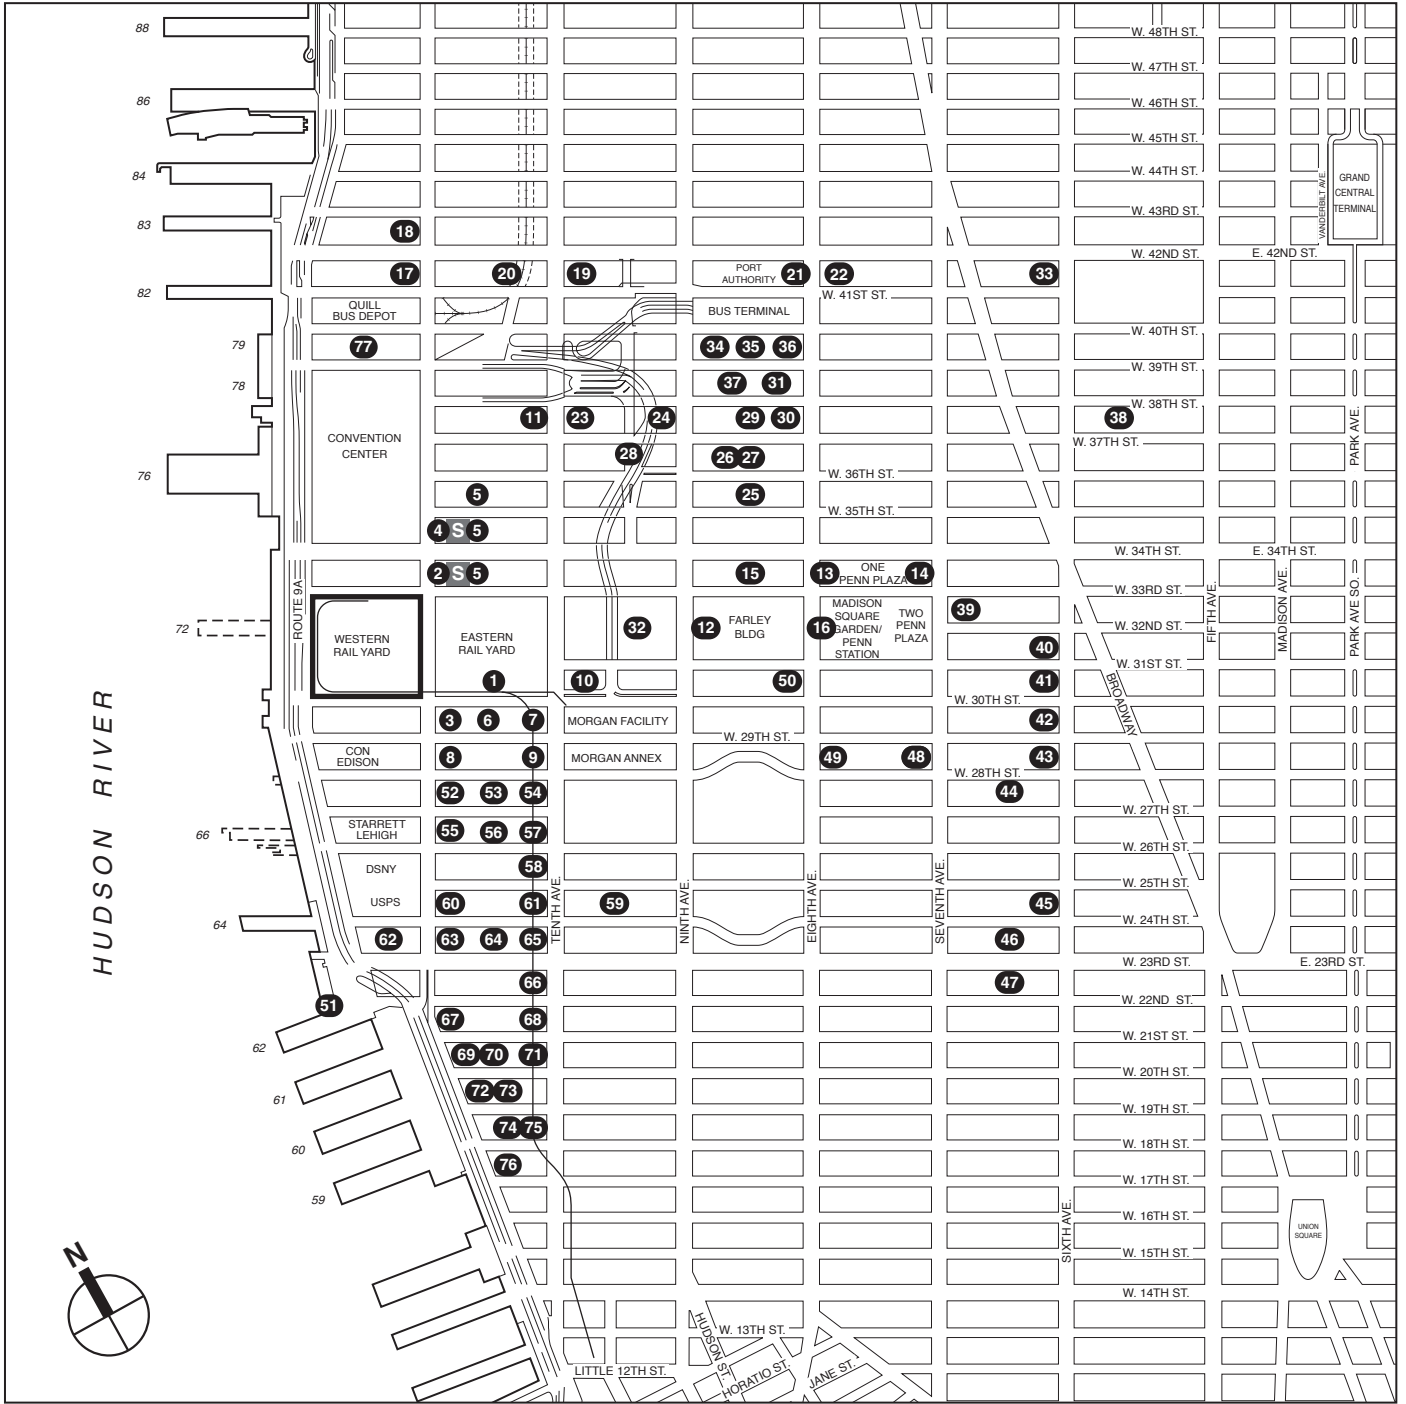 88
W. 48TH ST.
W. 47TH ST.
86
W. 46TH ST.
W. 45TH ST.
84
W. 44TH ST.
VANDERBILT AVE.
GRAND
CENTRAL
TERMINAL
83
W. 43RD ST.
18
W. 42ND ST.
E. 42ND ST.
17
20
19
PORT
AUTHORITY
21
22
33
82
W. 41ST ST.
QUILL
BUS DEPOT
BUS TERMINAL
W. 40TH ST.
79
77
34
35
36
W. 39TH ST.
78
37
31
W. 38TH ST.
11
23
24
29
30
38
CONVENTION
CENTER
PARK AVE.
W. 37TH ST.
28
26
27
76
W. 36TH ST.
5
25
W. 35TH ST.
4
S
5
W. 34TH ST.
E. 34TH ST.
2
S
5
15
13
ONE
PENN PLAZA
14
W. 33RD ST.
ROUTE 9A
FIFTH AVE.
MADISON AVE.
PARK AVE SO.
72
WESTERN
RAIL YARD
EASTERN
RAIL YARD
32
12
FARLEY
BLDG
16
MADISON
SQUARE
GARDEN/
PENN
STATION
TWO
PENN
PLAZA
39
W. 32ND ST.
40
W. 31ST ST.
1
10
50
41
W. 30TH ST.
BROADWAY
HUDSON RIVER
3
6
7
MORGAN FACILITY
42
W. 29TH ST.
CON
EDISON
8
9
MORGAN ANNEX
49
48
43
W. 28TH ST.
52
53
54
44
W. 27TH ST.
66
STARRETT
LEHIGH
55
56
57
W. 26TH ST.
DSNY
58
W. 25TH ST.
USPS
60
61
TENTH AVE.
59
NINTH AVE.
EIGHTH AVE.
SEVENTH AVE.
45
W. 24TH ST.
64
62
63
64
65
46
W. 23RD ST.
E. 23RD ST.
66
47
W. 22ND ST.
51
67
68
W. 21ST ST.
62
69
70
71
W. 20TH ST.
61
72
73
W. 19TH ST.
74
75
W. 18TH ST.
60
76
W. 17TH ST.
59
SIXTH AVE.
W. 16TH ST.
UNION
SQUARE
W. 15TH ST.
N
W. 14TH ST.
HUDSON ST.
W. 13TH ST.
LITTLE 12TH ST.
HORATIO ST.
JANE ST.